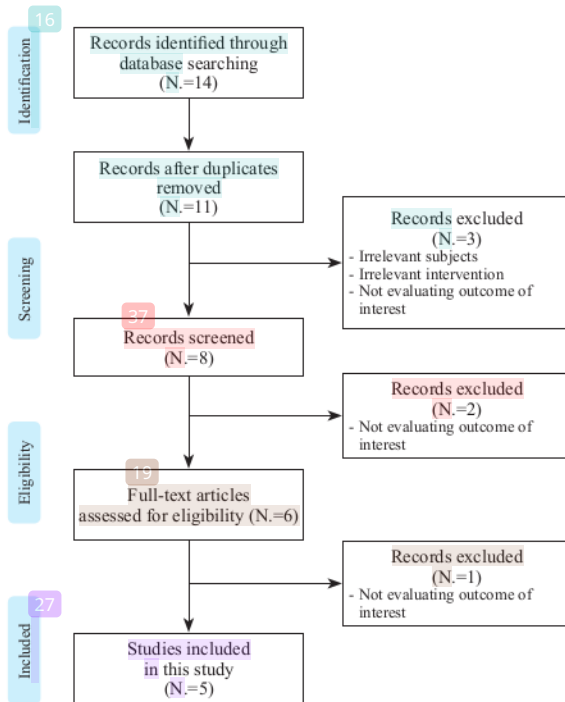 16
Identification
Records identified through
database searching
(N.=14)
Records after duplicates
removed
(N.=11)
Records excluded
(N.=3)
- Irrelevant subjects
- Irrelevant intervention
- Not evaluating outcome of
interest
Screening
37
Records screened
(N.=8)
Records excluded
(N.=2)
- Not evaluating outcome of
interest
Eligibility
19
Full-text articles
assessed for eligibility (N.=6)
Records excluded
(N.=1)
- Not evaluating outcome of
interest
27
Included
Studies included
in this study
(N.=5)